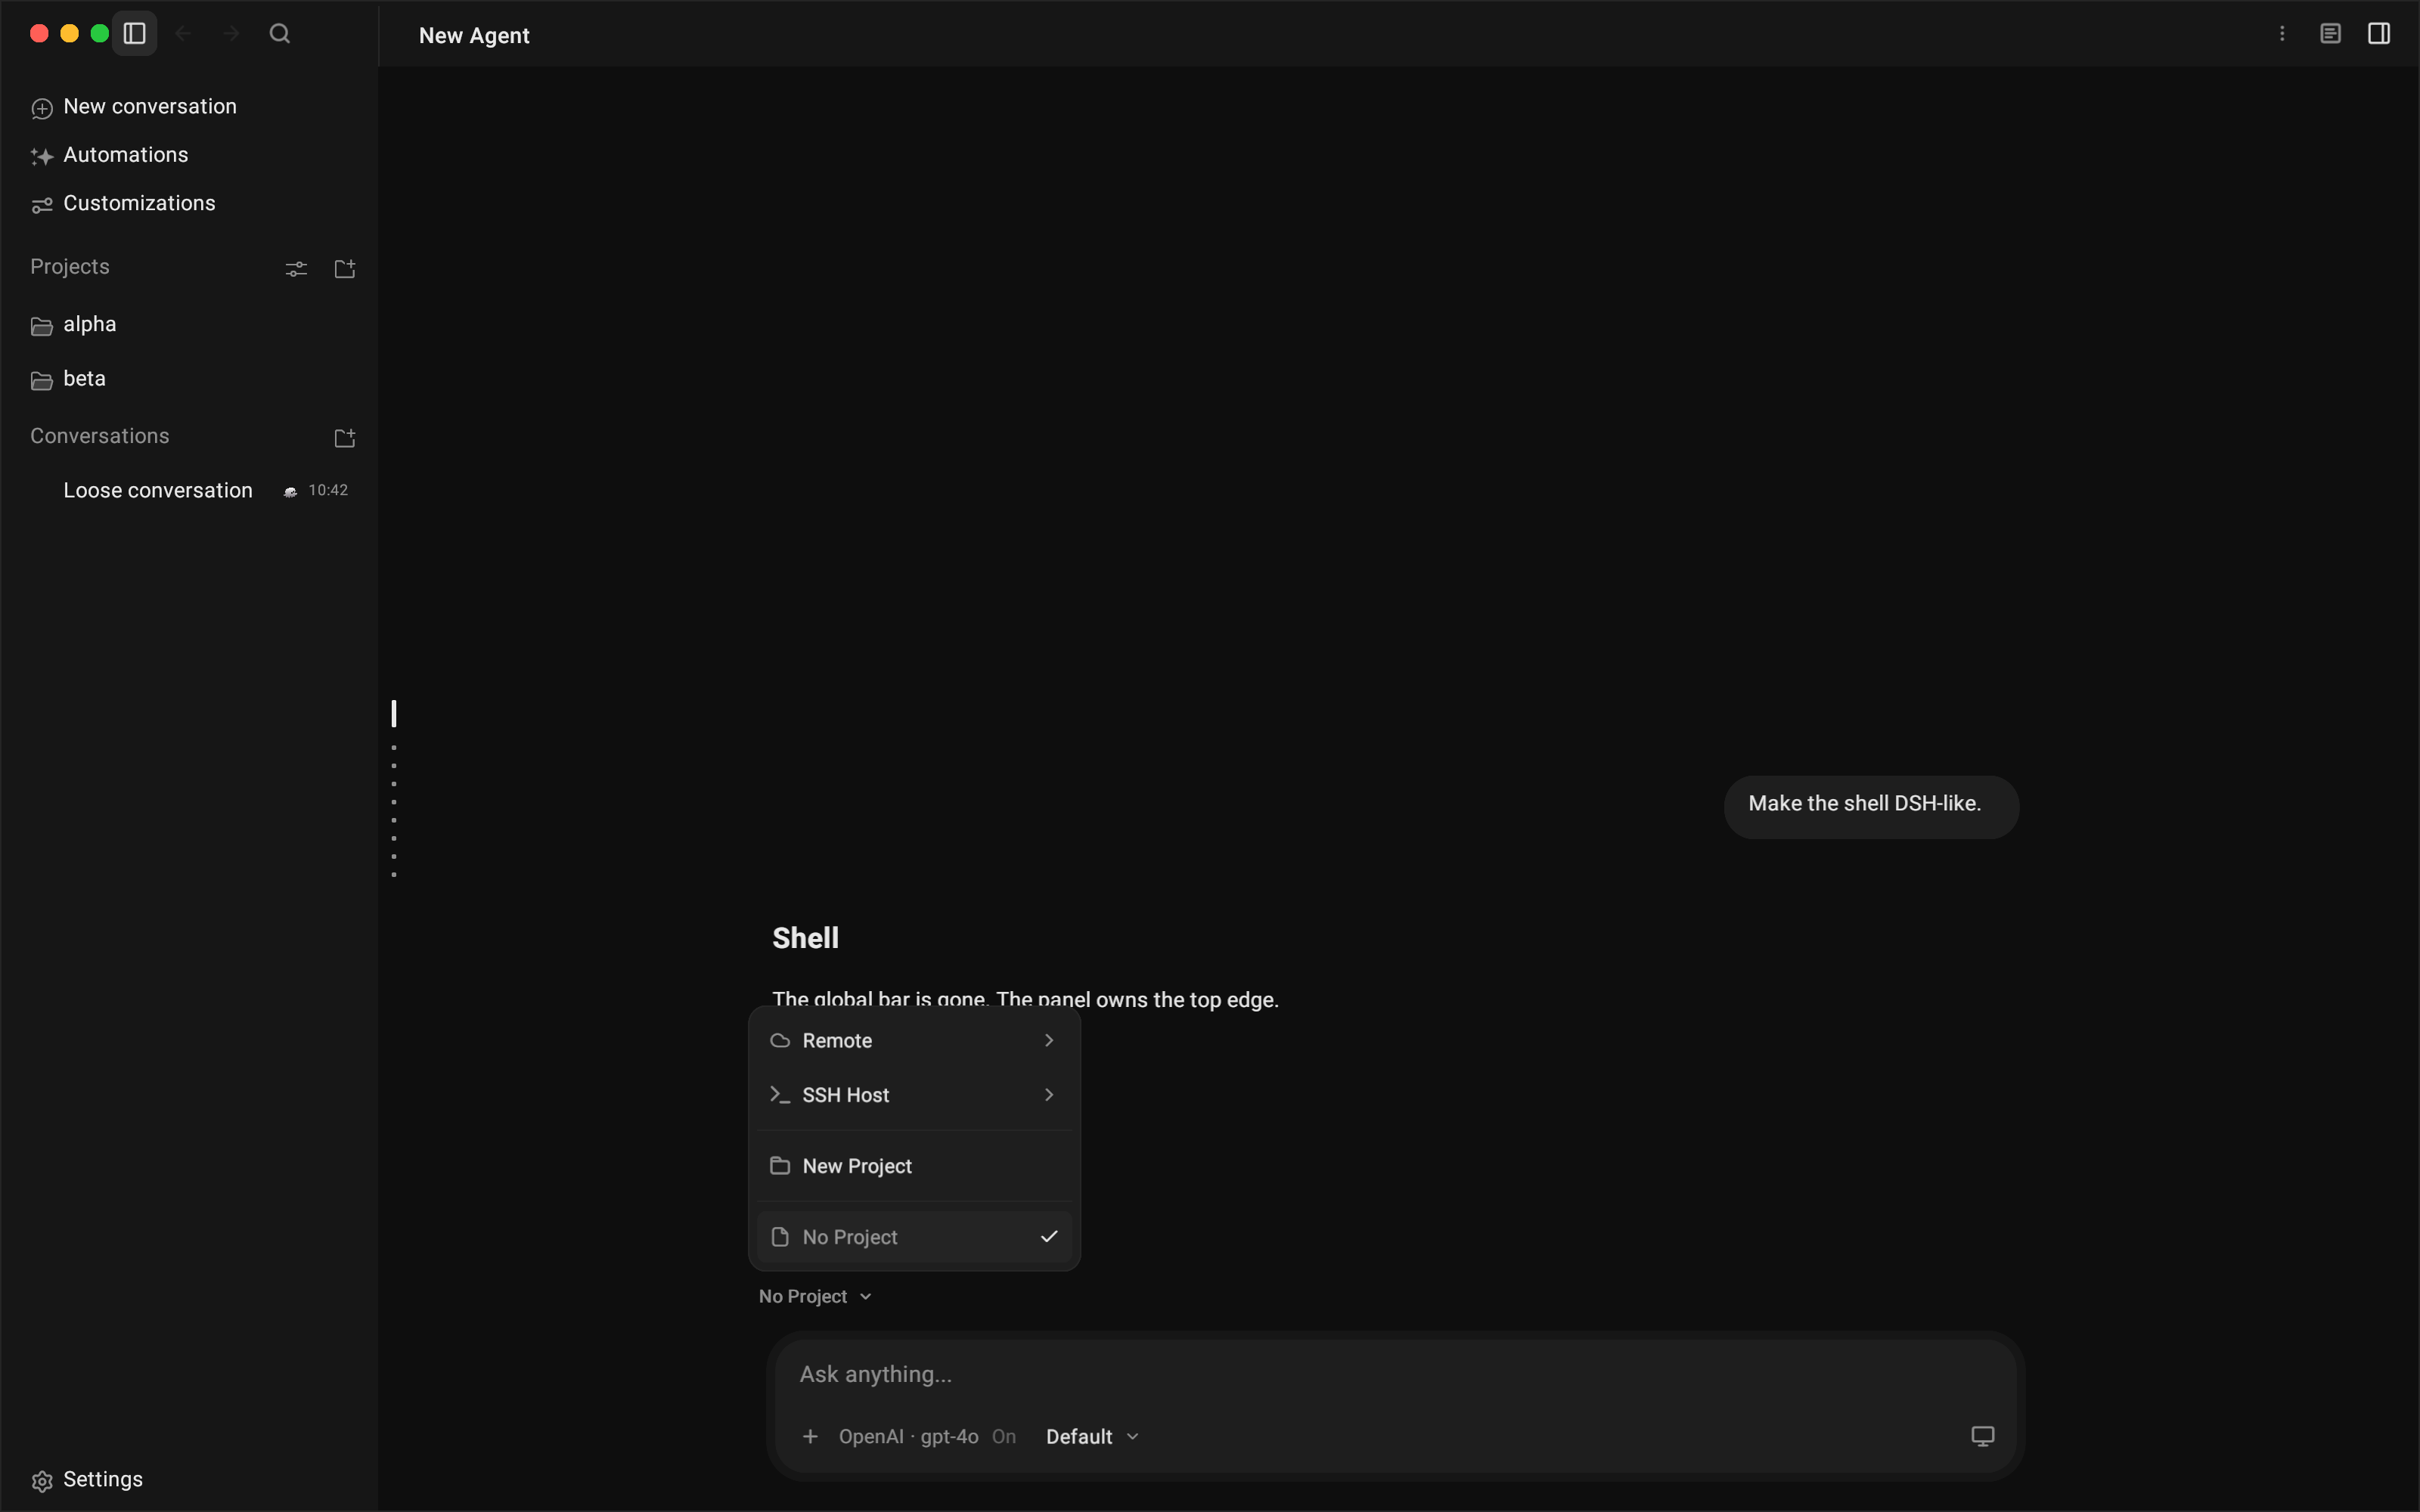 New Agent
New conversation
Automations
Customizations
Projects
alpha
beta
Conversations
Loose conversation 10:42
Make the shell DSH-like.
Shell
The global bar is gone. The panel owns the top edge.
Remote
SSH Host
New Project
No Project
No Project
Ask anything...
OpenAI · gpt-4o On Default
Settings